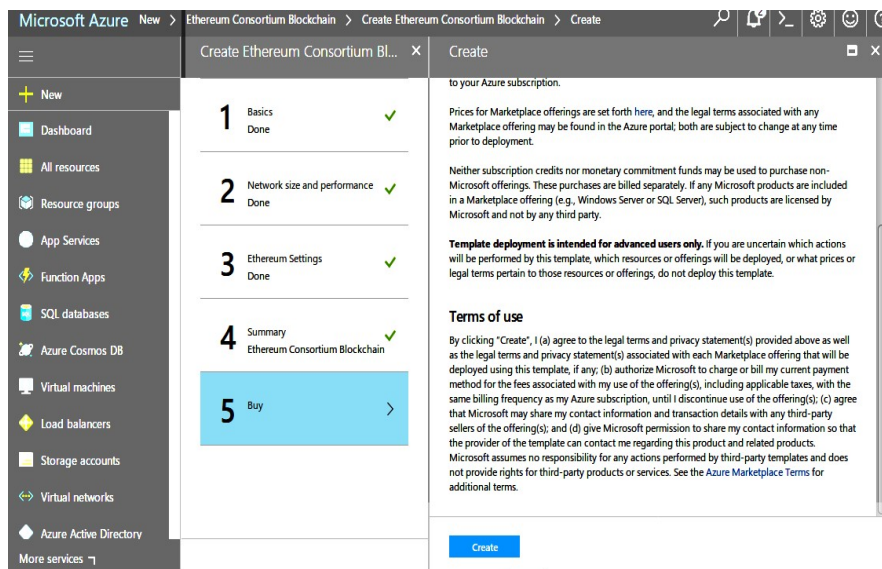 Microsoft Azure New > Ethereum Consortium Blockchain > Create Ethereum Consortium Blockchain > Create
New
Dashboard
All resources
Resource groups
App Services
Function Apps
SQL databases
Azure Cosmos DB
Virtual machines
Load balancers
Storage accounts
Virtual networks
Azure Active Directory
More services
Create Ethereum Consortium Bl...
1 Basics
Done
2 Network size and performance
Done
3 Ethereum Settings
Done
4 Summary
Ethereum Consortium Blockchain
5 Buy
Create
to your Azure subscription.
Prices for Marketplace offerings are set forth here, and the legal terms associated with any
Marketplace offering may be found in the Azure portal; both are subject to change at any time
prior to deployment.
Neither subscription credits nor monetary commitment funds may be used to purchase non-
Microsoft offerings. These purchases are billed separately. If any Microsoft products are included
in a Marketplace offering (e.g., Windows Server or SQL Server), such products are licensed by
Microsoft and not by any third party.
Template deployment is intended for advanced users only. If you are uncertain which actions
will be performed by this template, which resources or offerings will be deployed, or what prices or
legal terms pertain to those resources or offerings, do not deploy this template.
Terms of use
By clicking "Create", I (a) agree to the legal terms and privacy statement(s) provided above as well
as the legal terms and privacy statement(s) associated with each Marketplace offering that will be
deployed using this template, if any; (b) authorize Microsoft to charge or bill my current payment
method for the fees associated with my use of the offering(s), including applicable taxes, with the
same billing frequency as my Azure subscription, until I discontinue use of the offering(s); (c) agree
that Microsoft may share my contact information and transaction details with any third-party
sellers of the offering(s); and (d) give Microsoft permission to share my contact information so that
the provider of the template can contact me regarding this product and related products.
Microsoft assumes no responsibility for any actions performed by third-party templates and does
not provide rights for third-party products or services. See the Azure Marketplace Terms for
additional terms.
Create